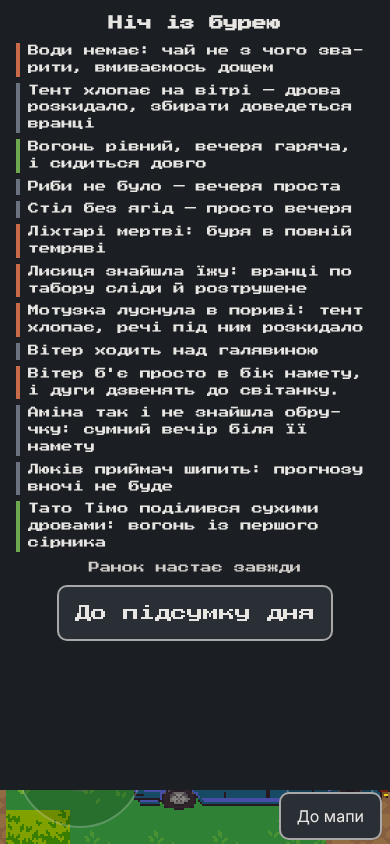 Ніч із бурею
Води немає: чай не з чого зва-
рити, вмиваємось дощем
Тент хлопає на вітрі — дрова
розкидало, збирати доведеться
вранці
Вогонь рівний, вечеря гаряча,
і сидиться довго
Риби не було — вечеря проста
Стіл без ягід — просто вечеря
Ліхтарі мертві: буря в повній
темряві
Лисиця знайшла їжу: вранці по
табору сліди й розтрушене
Мотузка луснула в пориві: тент
хлопає, речі під ним розкидало
Вітер ходить над галявиною
Вітер б'є просто в бік намету,
і дуги дзвенять до світанку.
Аміна так і не знайшла обру-
чку: сумний вечір біля її
намету
Люків приймач шипить: прогнозу
вночі не буде
Тато Тімо поділився сухими
дровами: вогонь із першого
сірника
Ранок настає завжди
До підсумку дня
До мапи